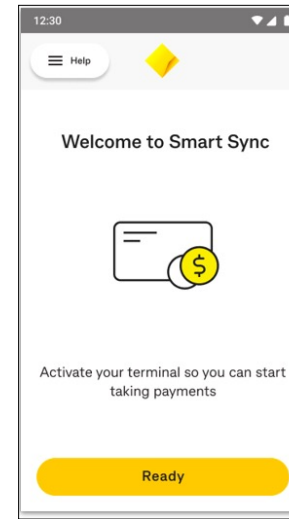 12:30
Help
Welcome to Smart Sync
$
Activate your terminal so you can start
taking payments
Ready